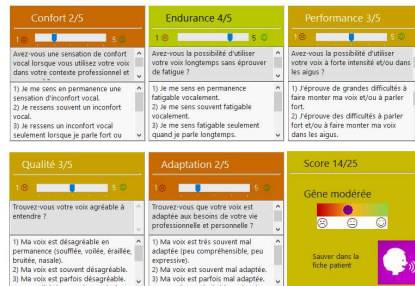 Confort 2/5
1 5
Avez-vous une sensation de confort
vocal lorsque vous utilisez votre voix
dans votre contexte professionnel et
1) Je me sens en permanence une
sensation d'inconfort vocal.
2) Je ressens souvent un inconfort
vocal.
3) Je ressens un inconfort vocal
seulement lorsque je parle fort ou
Endurance 4/5
1 5
Avez-vous la possibilité d'utiliser
votre voix longtemps sans éprouver
de fatigue ?
1) Je me sens en permanence
fatigable vocalement.
2) Je me sens souvent fatigable
vocalement.
3) Je me sens fatigable seulement
quand je parle longtemps.
Performance 3/5
1 5
Avez-vous la possibilité d'utiliser
votre voix à forte intensité et/ou dans
les aigus ?
1) J'éprouve de grandes difficultés à
faire monter ma voix et/ou à parler
fort.
2) J'éprouve des difficultés à parler
fort et/ou à faire monter ma voix
dans les aigus.
Qualité 3/5
1 5
Trouvez-vous votre voix agréable à
entendre ?
1) Ma voix est désagréable en
permanence (soufflée, voilée, éraillée,
bruitée, nasale).
2) Ma voix est souvent désagréable.
3) Ma voix est parfois désagréable.
Adaptation 2/5
1 5
Trouvez-vous que votre voix est
adaptée aux besoins de votre vie
professionnelle et personnelle ?
1) Ma voix est très souvent mal
adaptée (peu compréhensible, peu
expressive).
2) Ma voix est souvent mal adaptée.
3) Ma voix est parfois mal adaptée.
Score 14/25
Gêne modérée
Sauver dans la
fiche patient